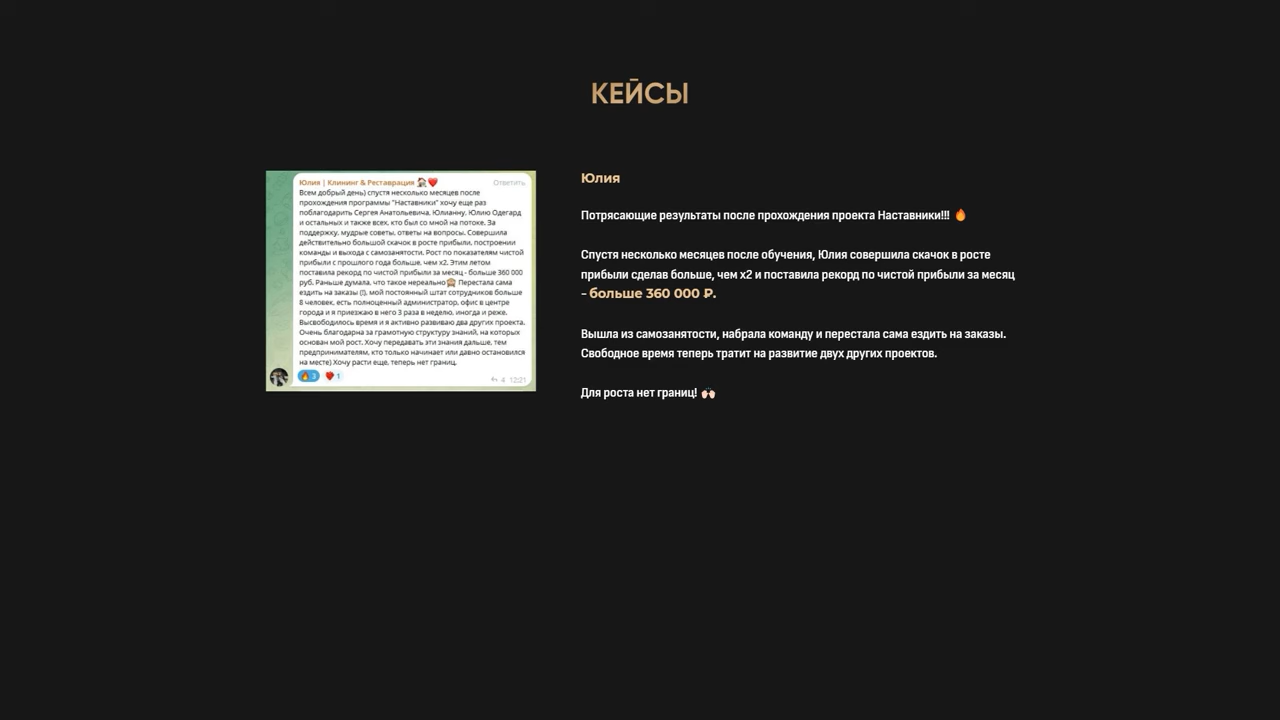 КЕЙСЫ
Юлия | Клининг & Реставрация 🏠❤️
Ответить
Всем добрый день) спустя несколько месяцев после
прохождения программы "Наставники" хочу еще раз
поблагодарить Сергея Анатольевича, Юлианну, Юлию Одегард
и остальных и также всех, кто был со мной на потоке. За
поддержку, мудрые советы, ответы на вопросы. Совершила
действительно большой скачок в росте прибыли, построении
команды и выхода с самозанятости. Рост по показателям чистой
прибыли с прошлого года больше, чем х2. Этим летом
поставила рекорд по чистой прибыли за месяц - больше 360 000
руб. Раньше думала, что такое нереально🙈 Перестала сама
ездить на заказы (!), мой постоянный штат сотрудников больше
8 человек, есть полноценный администратор, офис в центре
города и я приезжаю в него 3 раза в неделю, иногда и реже.
Высвободилось время и я активно развиваю два других проекта.
Очень благодарна за грамотную структуру знаний, на которых
основан мой рост. Хочу передавать эти знания дальше, тем
предпринимателям, кто только начинает или давно остановился
на месте) Хочу расти еще, теперь нет границ.
🔥 3 ❤️ 1
4 12:21
Юлия
Потрясающие результаты после прохождения проекта Наставники!!! 🔥
Спустя несколько месяцев после обучения, Юлия совершила скачок в росте
прибыли сделав больше, чем х2 и поставила рекорд по чистой прибыли за месяц
- больше 360 000 ₽.
Вышла из самозанятости, набрала команду и перестала сама ездить на заказы.
Свободное время теперь тратит на развитие двух других проектов.
Для роста нет границ! 🙌🏻